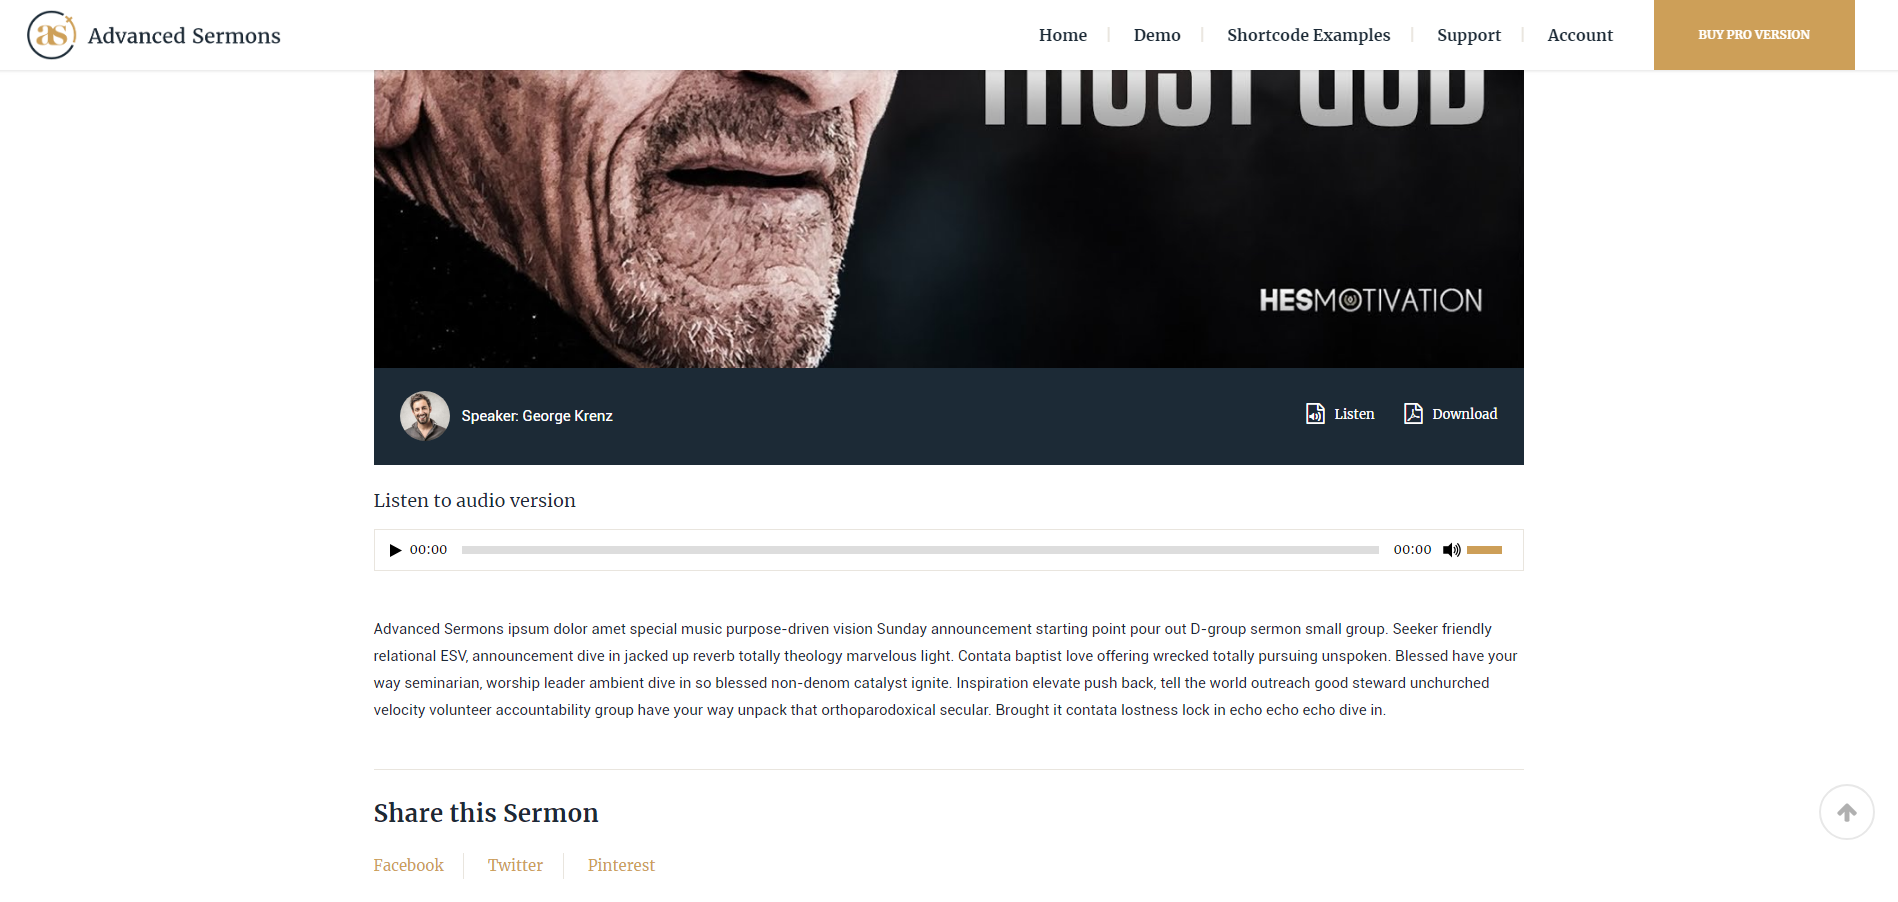 as
Advanced Sermons
Home
Demo
Shortcode Examples
Support
Account
BUY PRO VERSION
TRUST GOD
HESMOTIVATION
Speaker: George Krenz
Listen
Download
Listen to audio version
00:00
00:00
Advanced Sermons ipsum dolor amet special music purpose-driven vision Sunday announcement starting point pour out D-group sermon small group. Seeker friendly
relational ESV, announcement dive in jacked up reverb totally theology marvelous light. Contata baptist love offering wrecked totally pursuing unspoken. Blessed have your
way seminarian, worship leader ambient dive in so blessed non-denom catalyst ignite. Inspiration elevate push back, tell the world outreach good steward unchurched
velocity volunteer accountability group have your way unpack that orthoparodoxical secular. Brought it contata lostness lock in echo echo echo dive in.
Share this Sermon
Facebook
Twitter
Pinterest